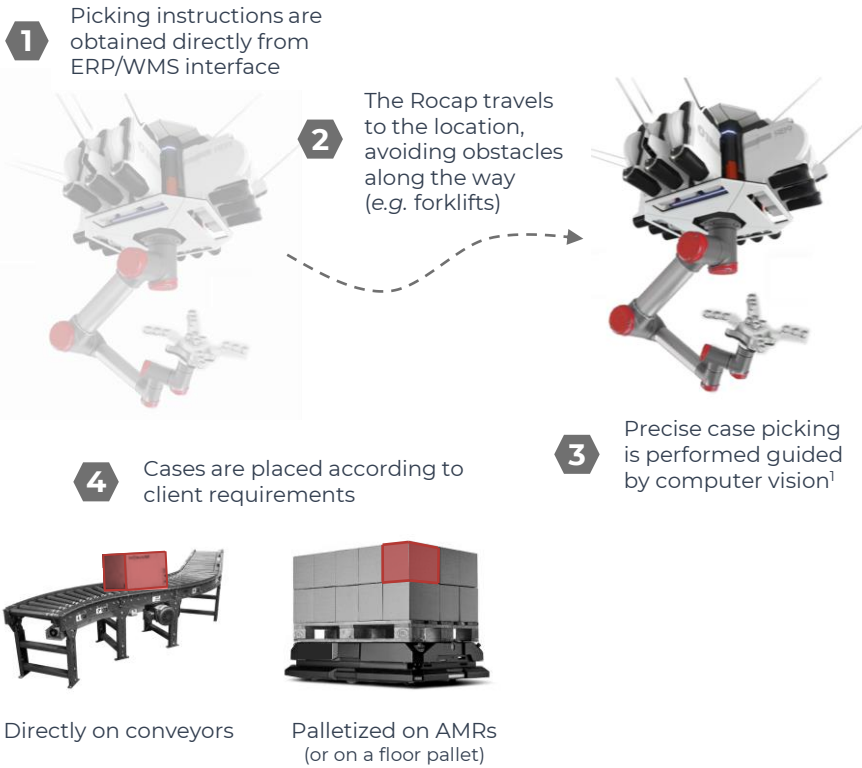 1
Picking instructions are
obtained directly from
ERP/WMS interface
2
The Rocap travels
to the location,
avoiding obstacles
along the way
(e.g. forklifts)
3
Precise case picking
is performed guided
by computer vision¹
4
Cases are placed according to
client requirements
Directly on conveyors
Palletized on AMRs
(or on a floor pallet)